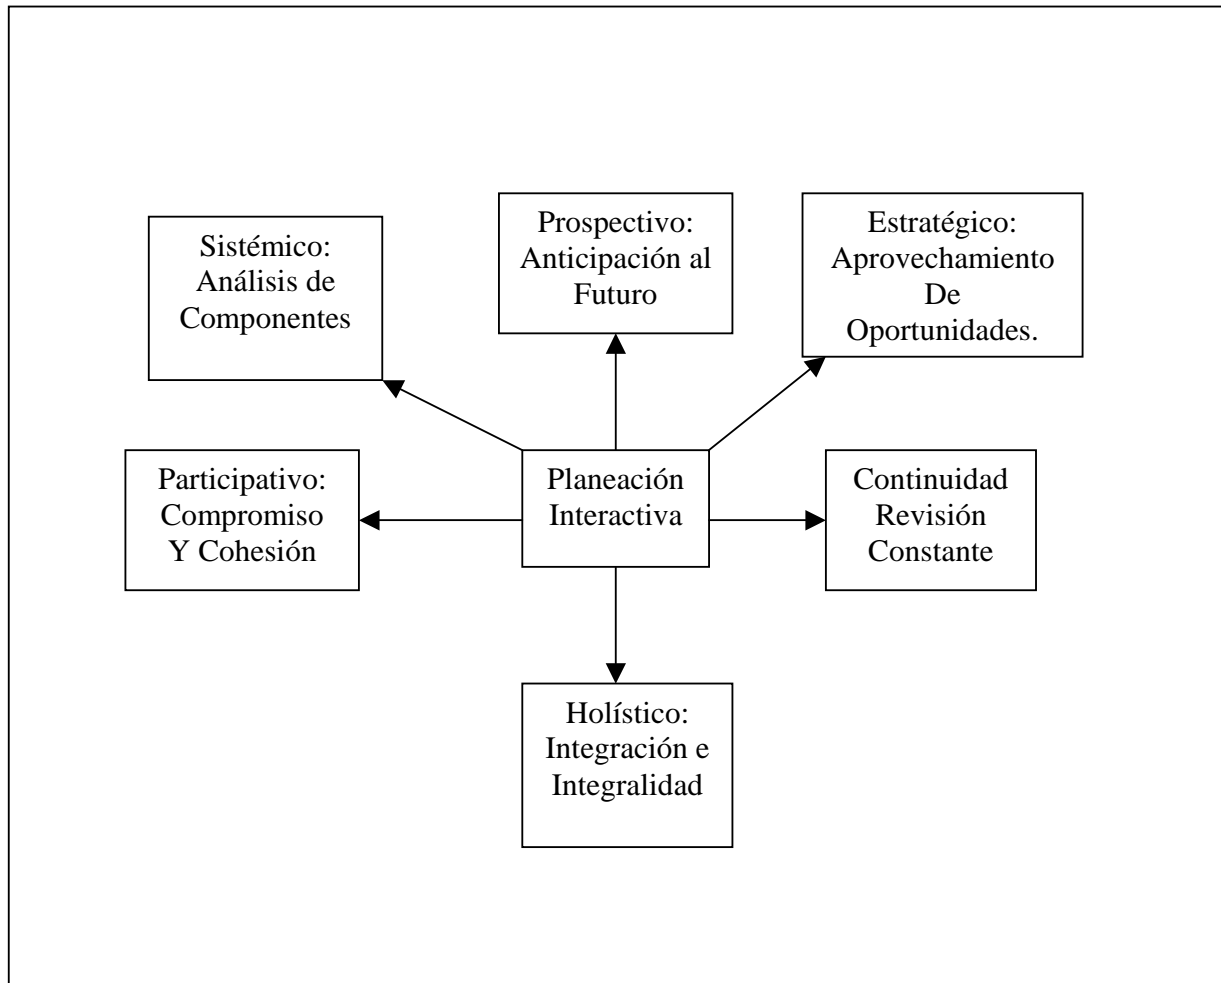 Sistémico:
Análisis de
Componentes
Prospectivo:
Anticipación al
Futuro
Estratégico:
Aprovechamiento
De
Oportunidades.
Participativo:
Compromiso
Y Cohesión
Planeación
Interactiva
Continuidad
Revisión
Constante
Holístico:
Integración e
Integralidad